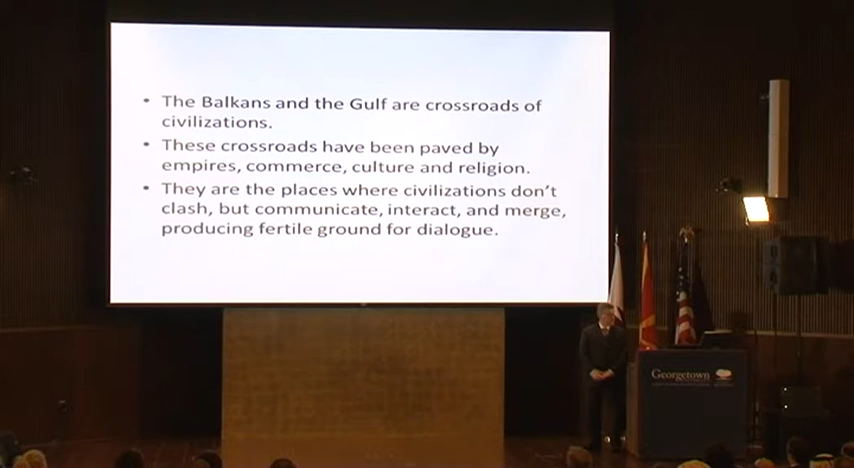 • The Balkans and the Gulf are crossroads of
civilizations.
• These crossroads have been paved by
empires, commerce, culture and religion.
• They are the places where civilizations don't
clash, but communicate, interact, and merge,
producing fertile ground for dialogue.
Georgetown